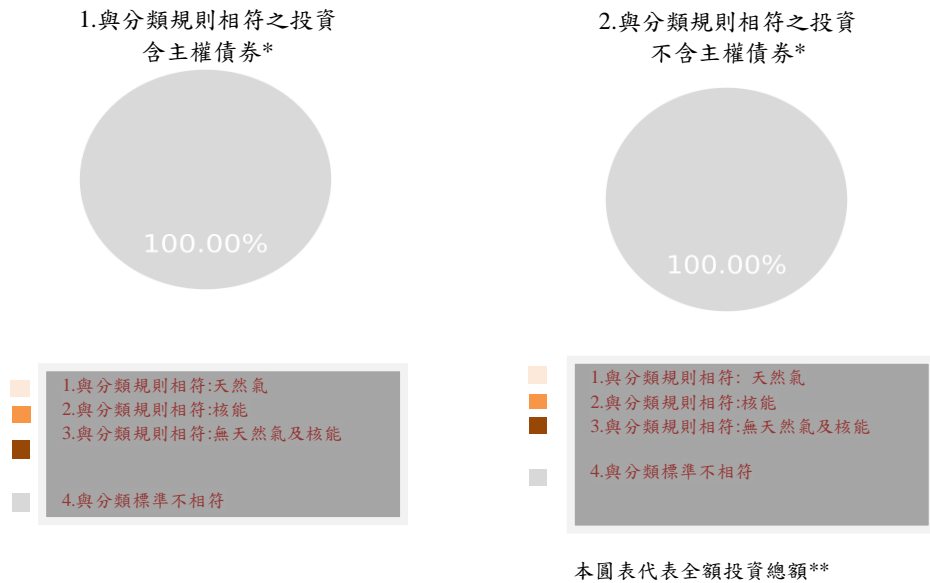 1.與分類規則相符之投資
含主權債券*
100.00%
1.與分類規則相符:天然氣
2.與分類規則相符:核能
3.與分類規則相符:無天然氣及核能
4.與分類標準不相符
2.與分類規則相符之投資
不含主權債券*
100.00%
1.與分類規則相符: 天然氣
2.與分類規則相符:核能
3.與分類規則相符:無天然氣及核能
4.與分類標準不相符
本圓表代表全額投資總額**